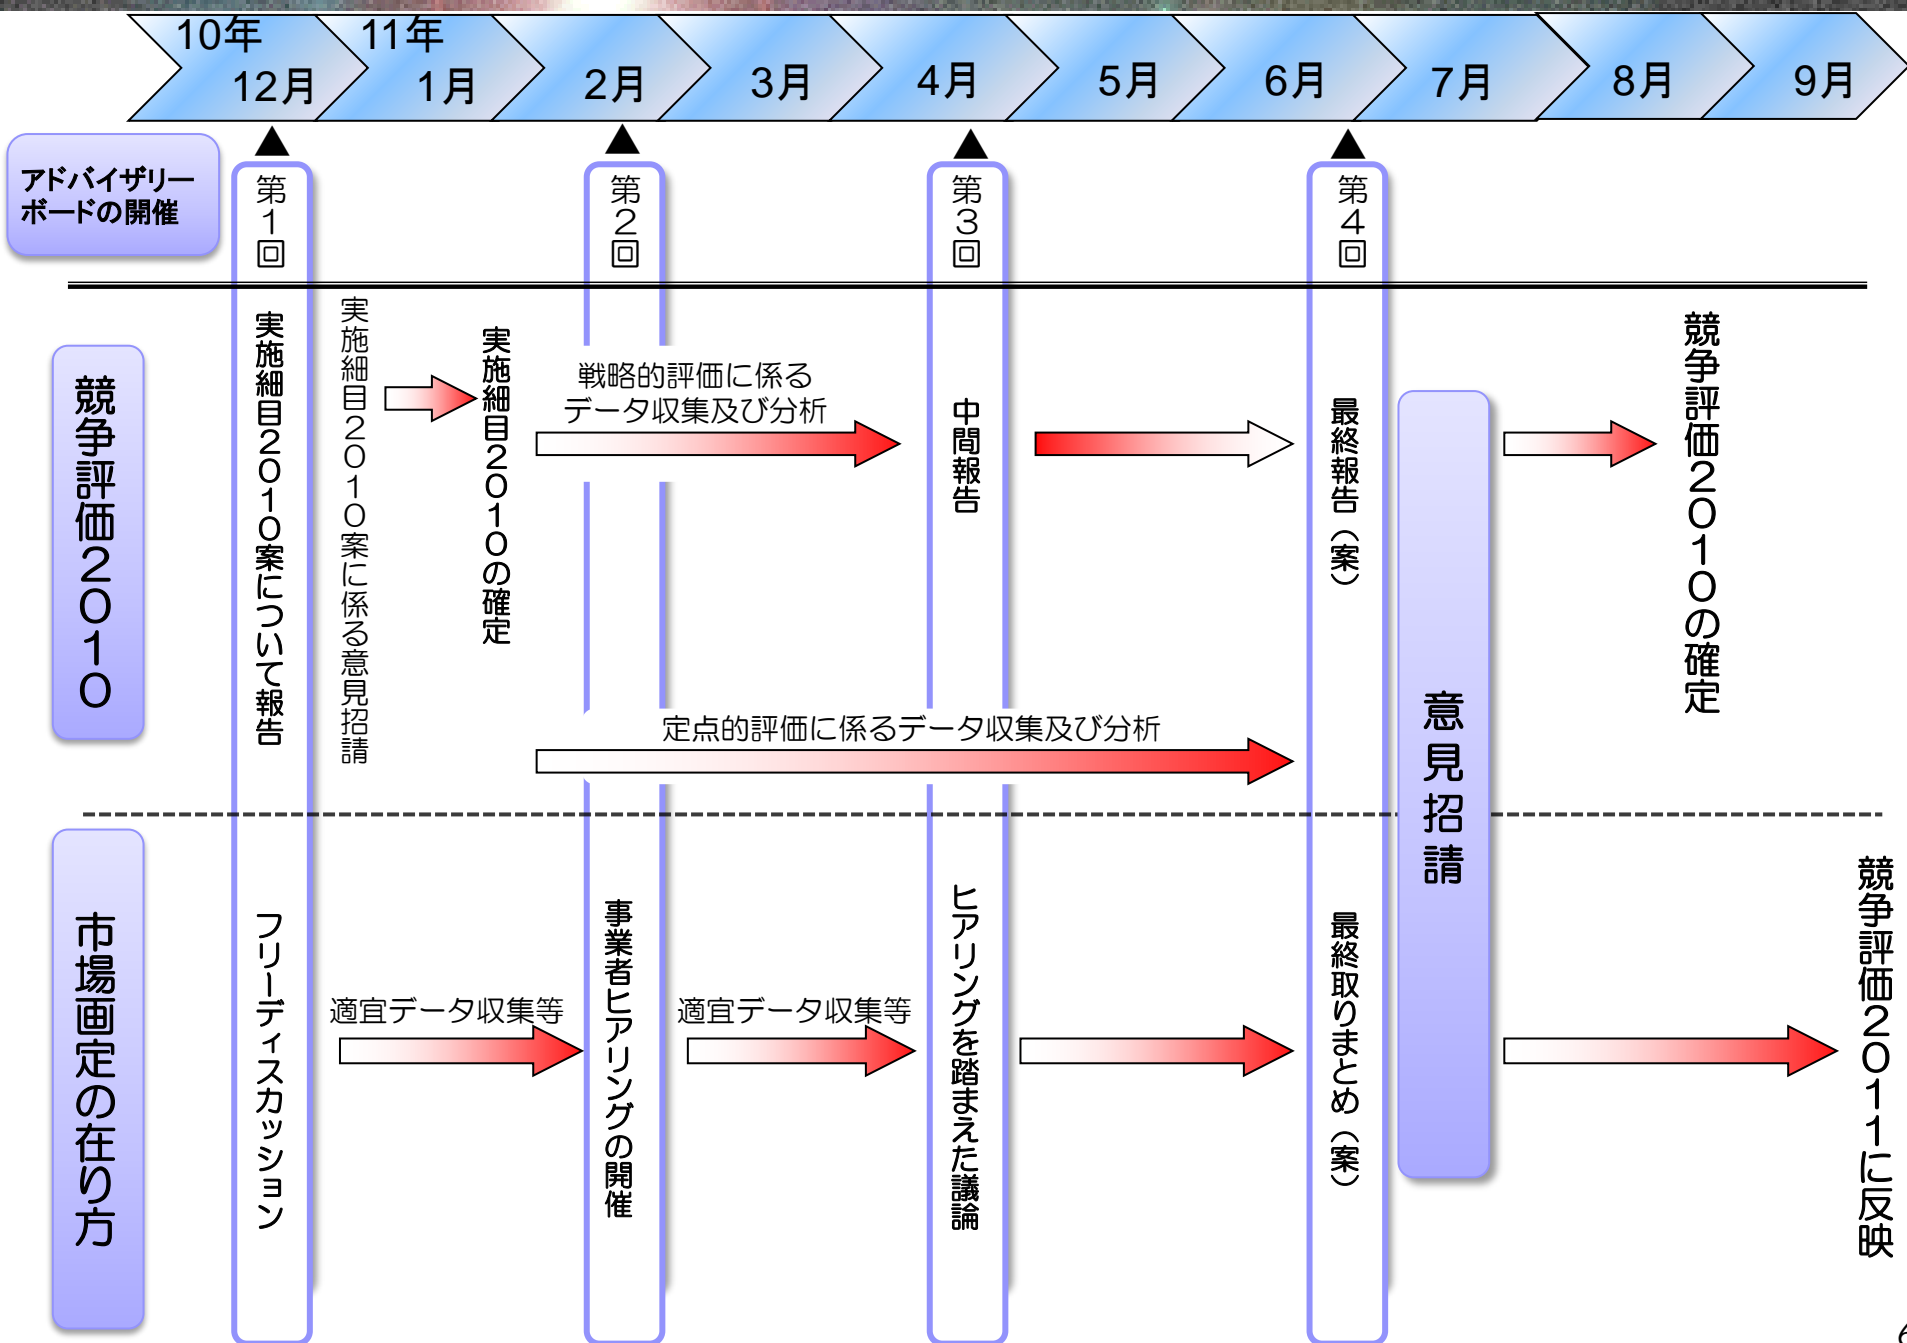 10年
12月
11年
1月
2月
3月
4月
5月
6月
7月
8月
9月
アドバイザリー
ボードの開催
第1回
第2回
第3回
第4回
競争評価2010
実施細目2010案について報告
実施細目2010案に係る意見招請
実施細目2010の確定
戦略的評価に係る
データ収集及び分析
中間報告
最終報告（案）
競争評価2010の確定
定点的評価に係るデータ収集及び分析
意見招請
市場画定の在り方
フリーディスカッション
適宜データ収集等
事業者ヒアリングの開催
適宜データ収集等
ヒアリングを踏まえた議論
最終取りまとめ（案）
競争評価2011に反映
6